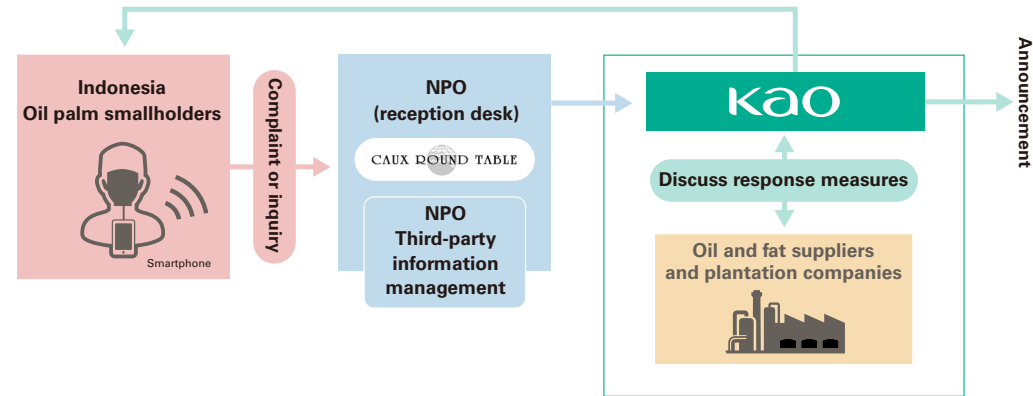 Indonesia
Oil palm smallholders
Smartphone
Complaint or inquiry
NPO
(reception desk)
CAUX ROUND TABLE
NPO
Third-party
information
management
Kao
Discuss response measures
Oil and fat suppliers
and plantation companies
Announcement